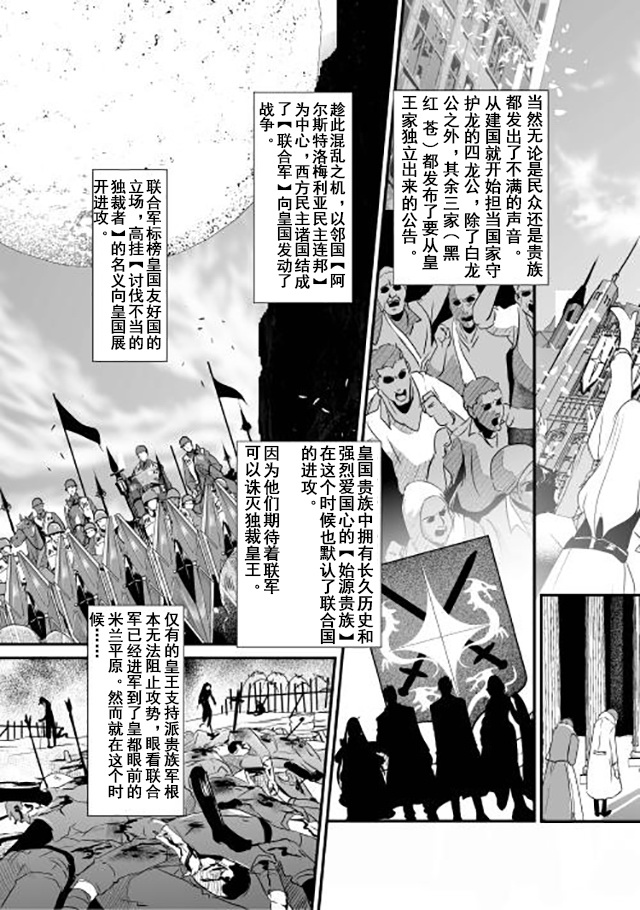 当然无论是民众还是贵族
都发出了不满的声音。
从建国就开始担当国家守
护龙的四龙公，除了白龙
公之外，其余三家（黑
红 苍）都发布了要从皇
王家独立出来的公告。
趁此混乱之机，以邻国【阿
尔斯特洛梅利亚民主连邦】
为中心，西方民主诸国结成
了【联合军】向皇国发动了
战争。
联合军标榜皇国友好国的
立场，高挂【讨伐不当的
独裁者】的名义向皇国展
开进攻。
皇国贵族中拥有长久历史和
强烈爱国心的【始源贵族】
在这个时候也默认了联合国
的进攻。
因为他们期待着联军
可以诛灭独裁皇王。
仅有的皇王支持派贵族军根
本无法阻止攻势，眼看联合
军已经进军到了皇都眼前的
米兰平原。然而就在这个时
候……